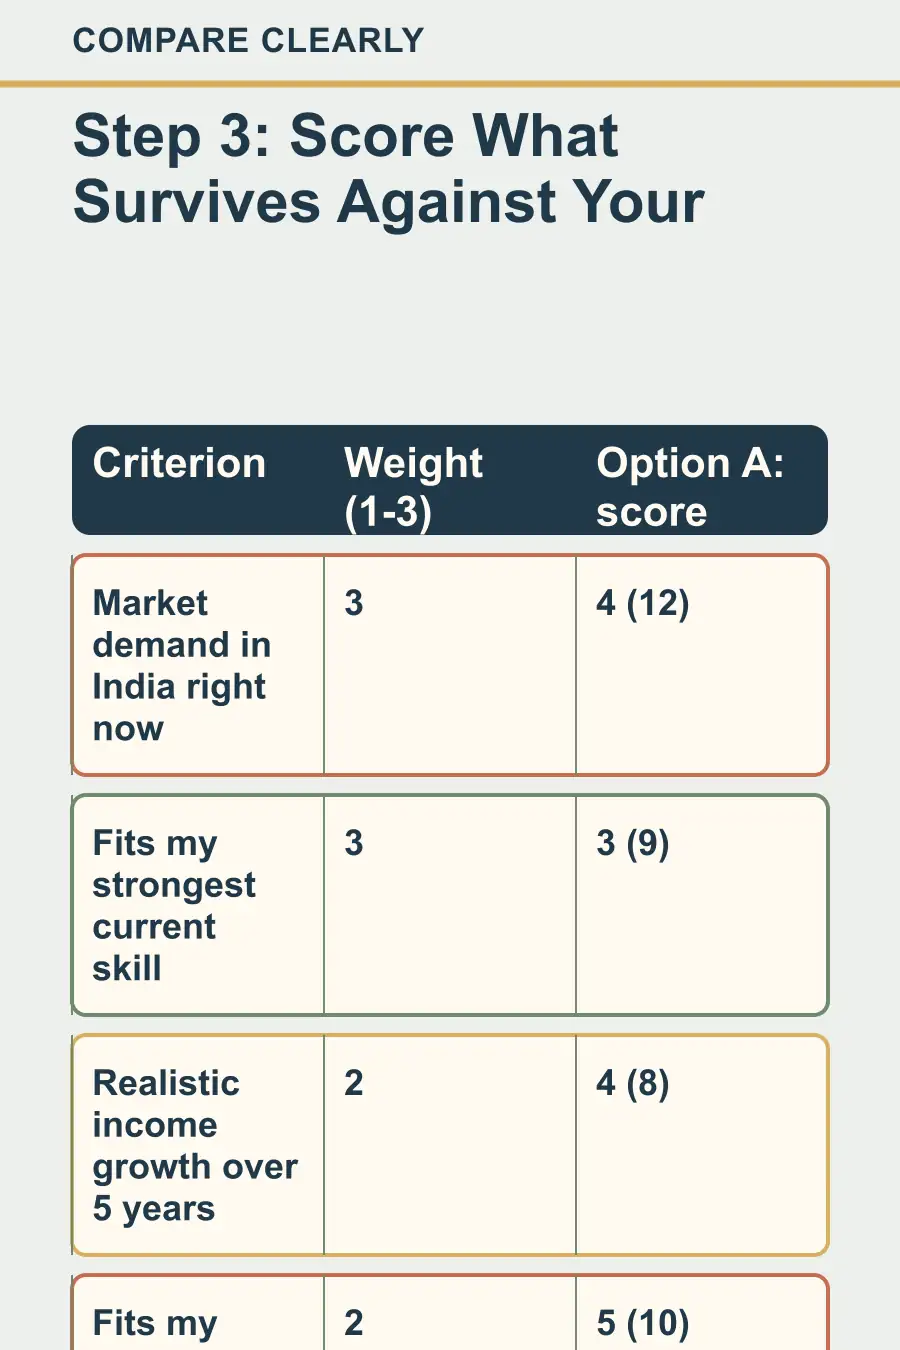 COMPARE CLEARLY
Step 3: Score What
Survives Against Your
Criterion
Weight
(1-3)
Option A:
score
Market
demand in
India right
now
3
4 (12)
Fits my
strongest
current
skill
3
3 (9)
Realistic
income
growth over
5 years
2
4 (8)
Fits my
2
5 (10)